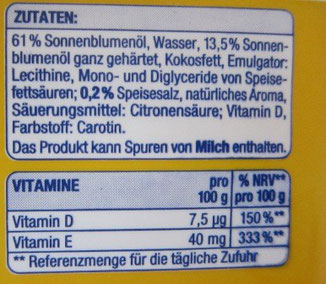 ZUTATEN:
61 % Sonnenblumenöl, Wasser, 13,5 % Sonnen-
blumenöl ganz gehärtet, Kokosfett, Emulgator:
Lecithine, Mono- und Diglyceride von Speise-
fettsäuren; 0,2 % Speisesalz, natürliches Aroma,
Säuerungsmittel: Citronensäure; Vitamin D,
Farbstoff: Carotin.
Das Produkt kann Spuren von Milch enthalten.
VITAMINE pro 100 g % NRV** pro 100 g
Vitamin D 7,5 µg 150 %**
Vitamin E 40 mg 333 %**
** Referenzmenge für die tägliche Zufuhr